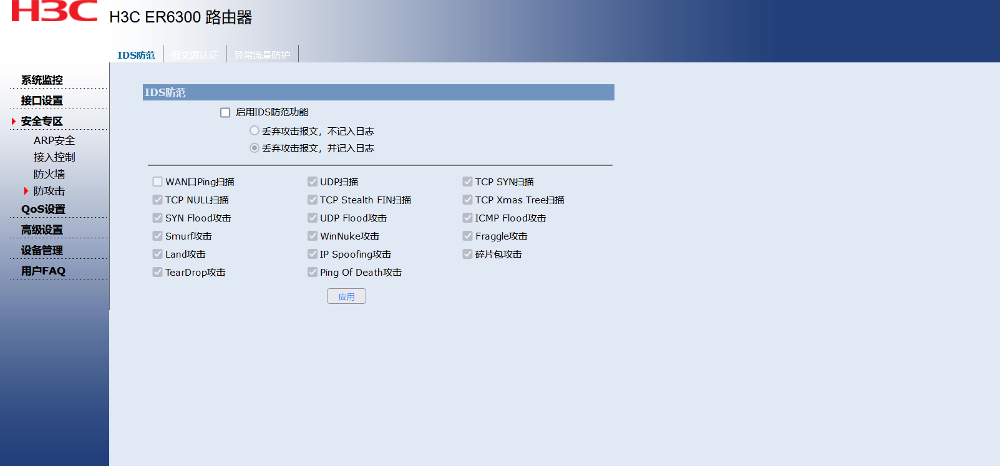 H3C
H3C ER6300 路由器
IDS防范 报文源认证 异常流量防护
系统监控
接口设置
安全专区
ARP安全
接入控制
防火墙
防攻击
QoS设置
高级设置
设备管理
用户FAQ
IDS防范
启用IDS防范功能
丢弃攻击报文，不记入日志
丢弃攻击报文，并记入日志
WAN口Ping扫描 UDP扫描 TCP SYN扫描
TCP NULL扫描 TCP Stealth FIN扫描 TCP Xmas Tree扫描
SYN Flood攻击 UDP Flood攻击 ICMP Flood攻击
Smurf攻击 WinNuke攻击 Fraggle攻击
Land攻击 IP Spoofing攻击 碎片包攻击
TearDrop攻击 Ping Of Death攻击
应用